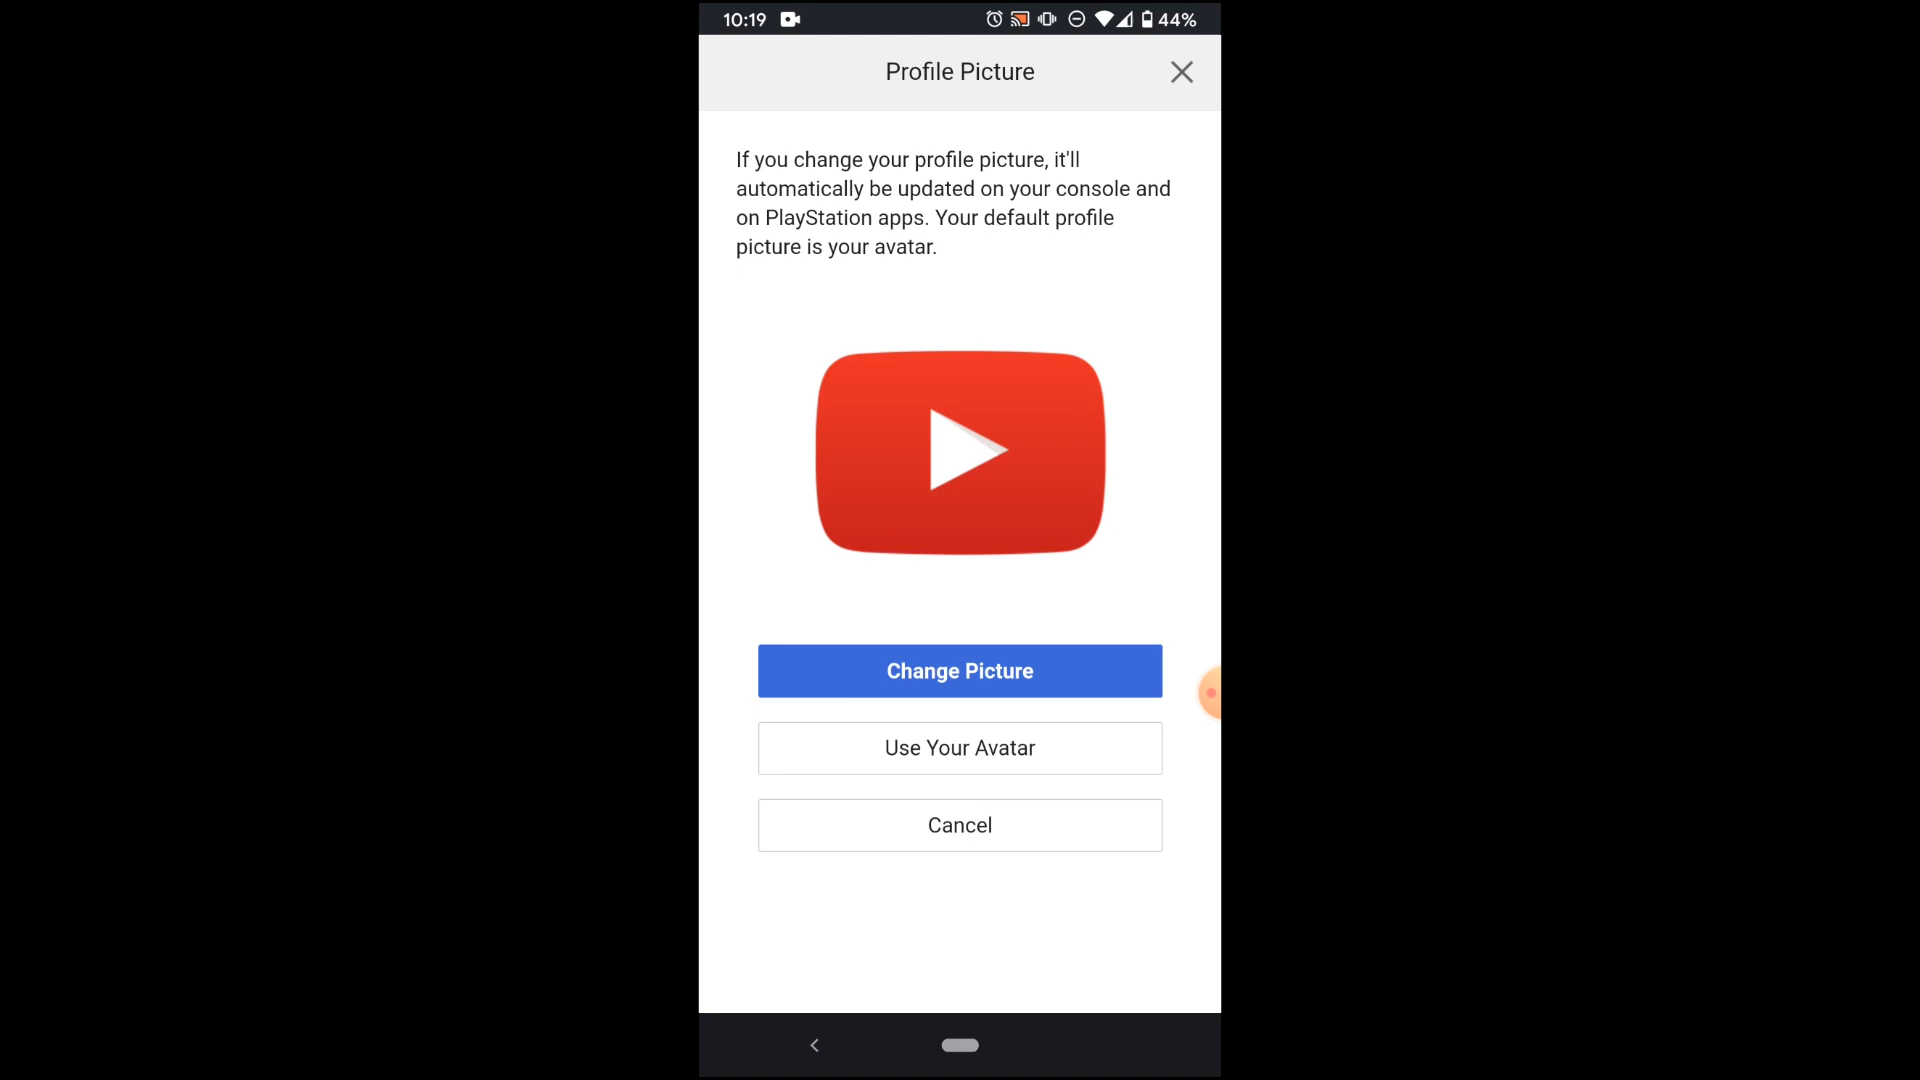 10:19 44%
Profile Picture
If you change your profile picture, it'll
automatically be updated on your console and
on PlayStation apps. Your default profile
picture is your avatar.
Change Picture
Use Your Avatar
Cancel